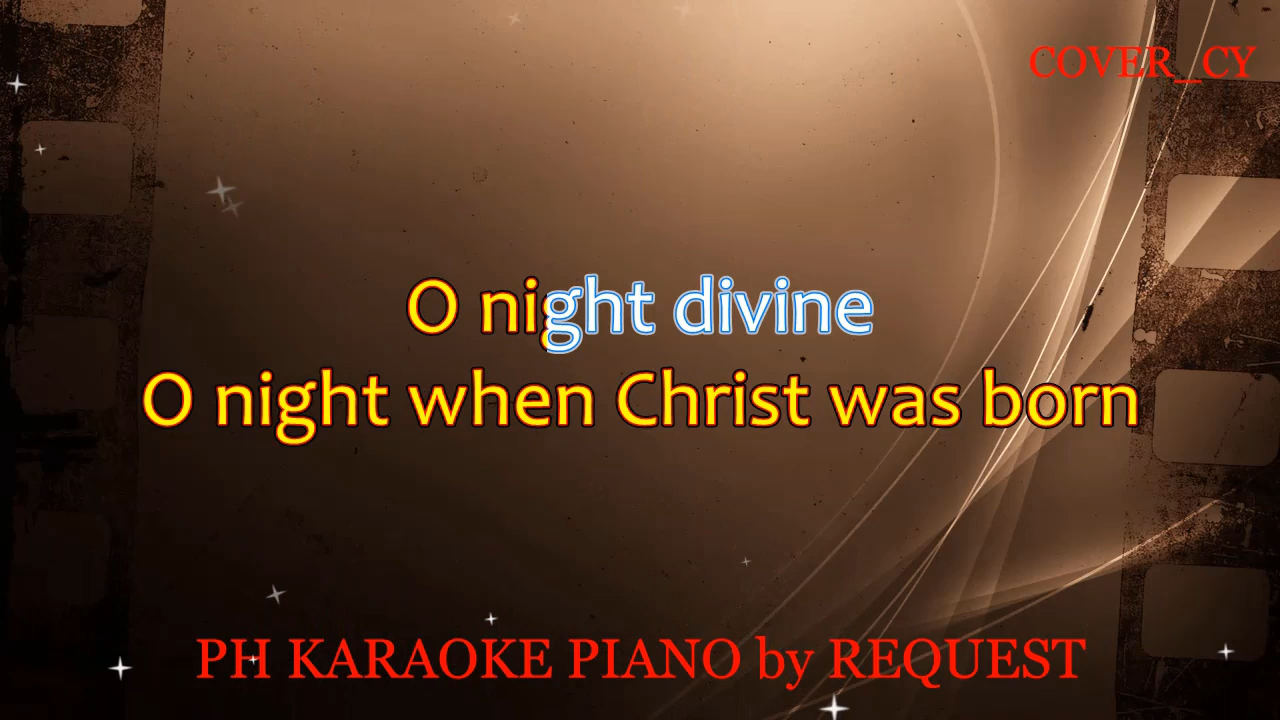 COVER_CY
O night divine
O night when Christ was born
PH KARAOKE PIANO by REQUEST